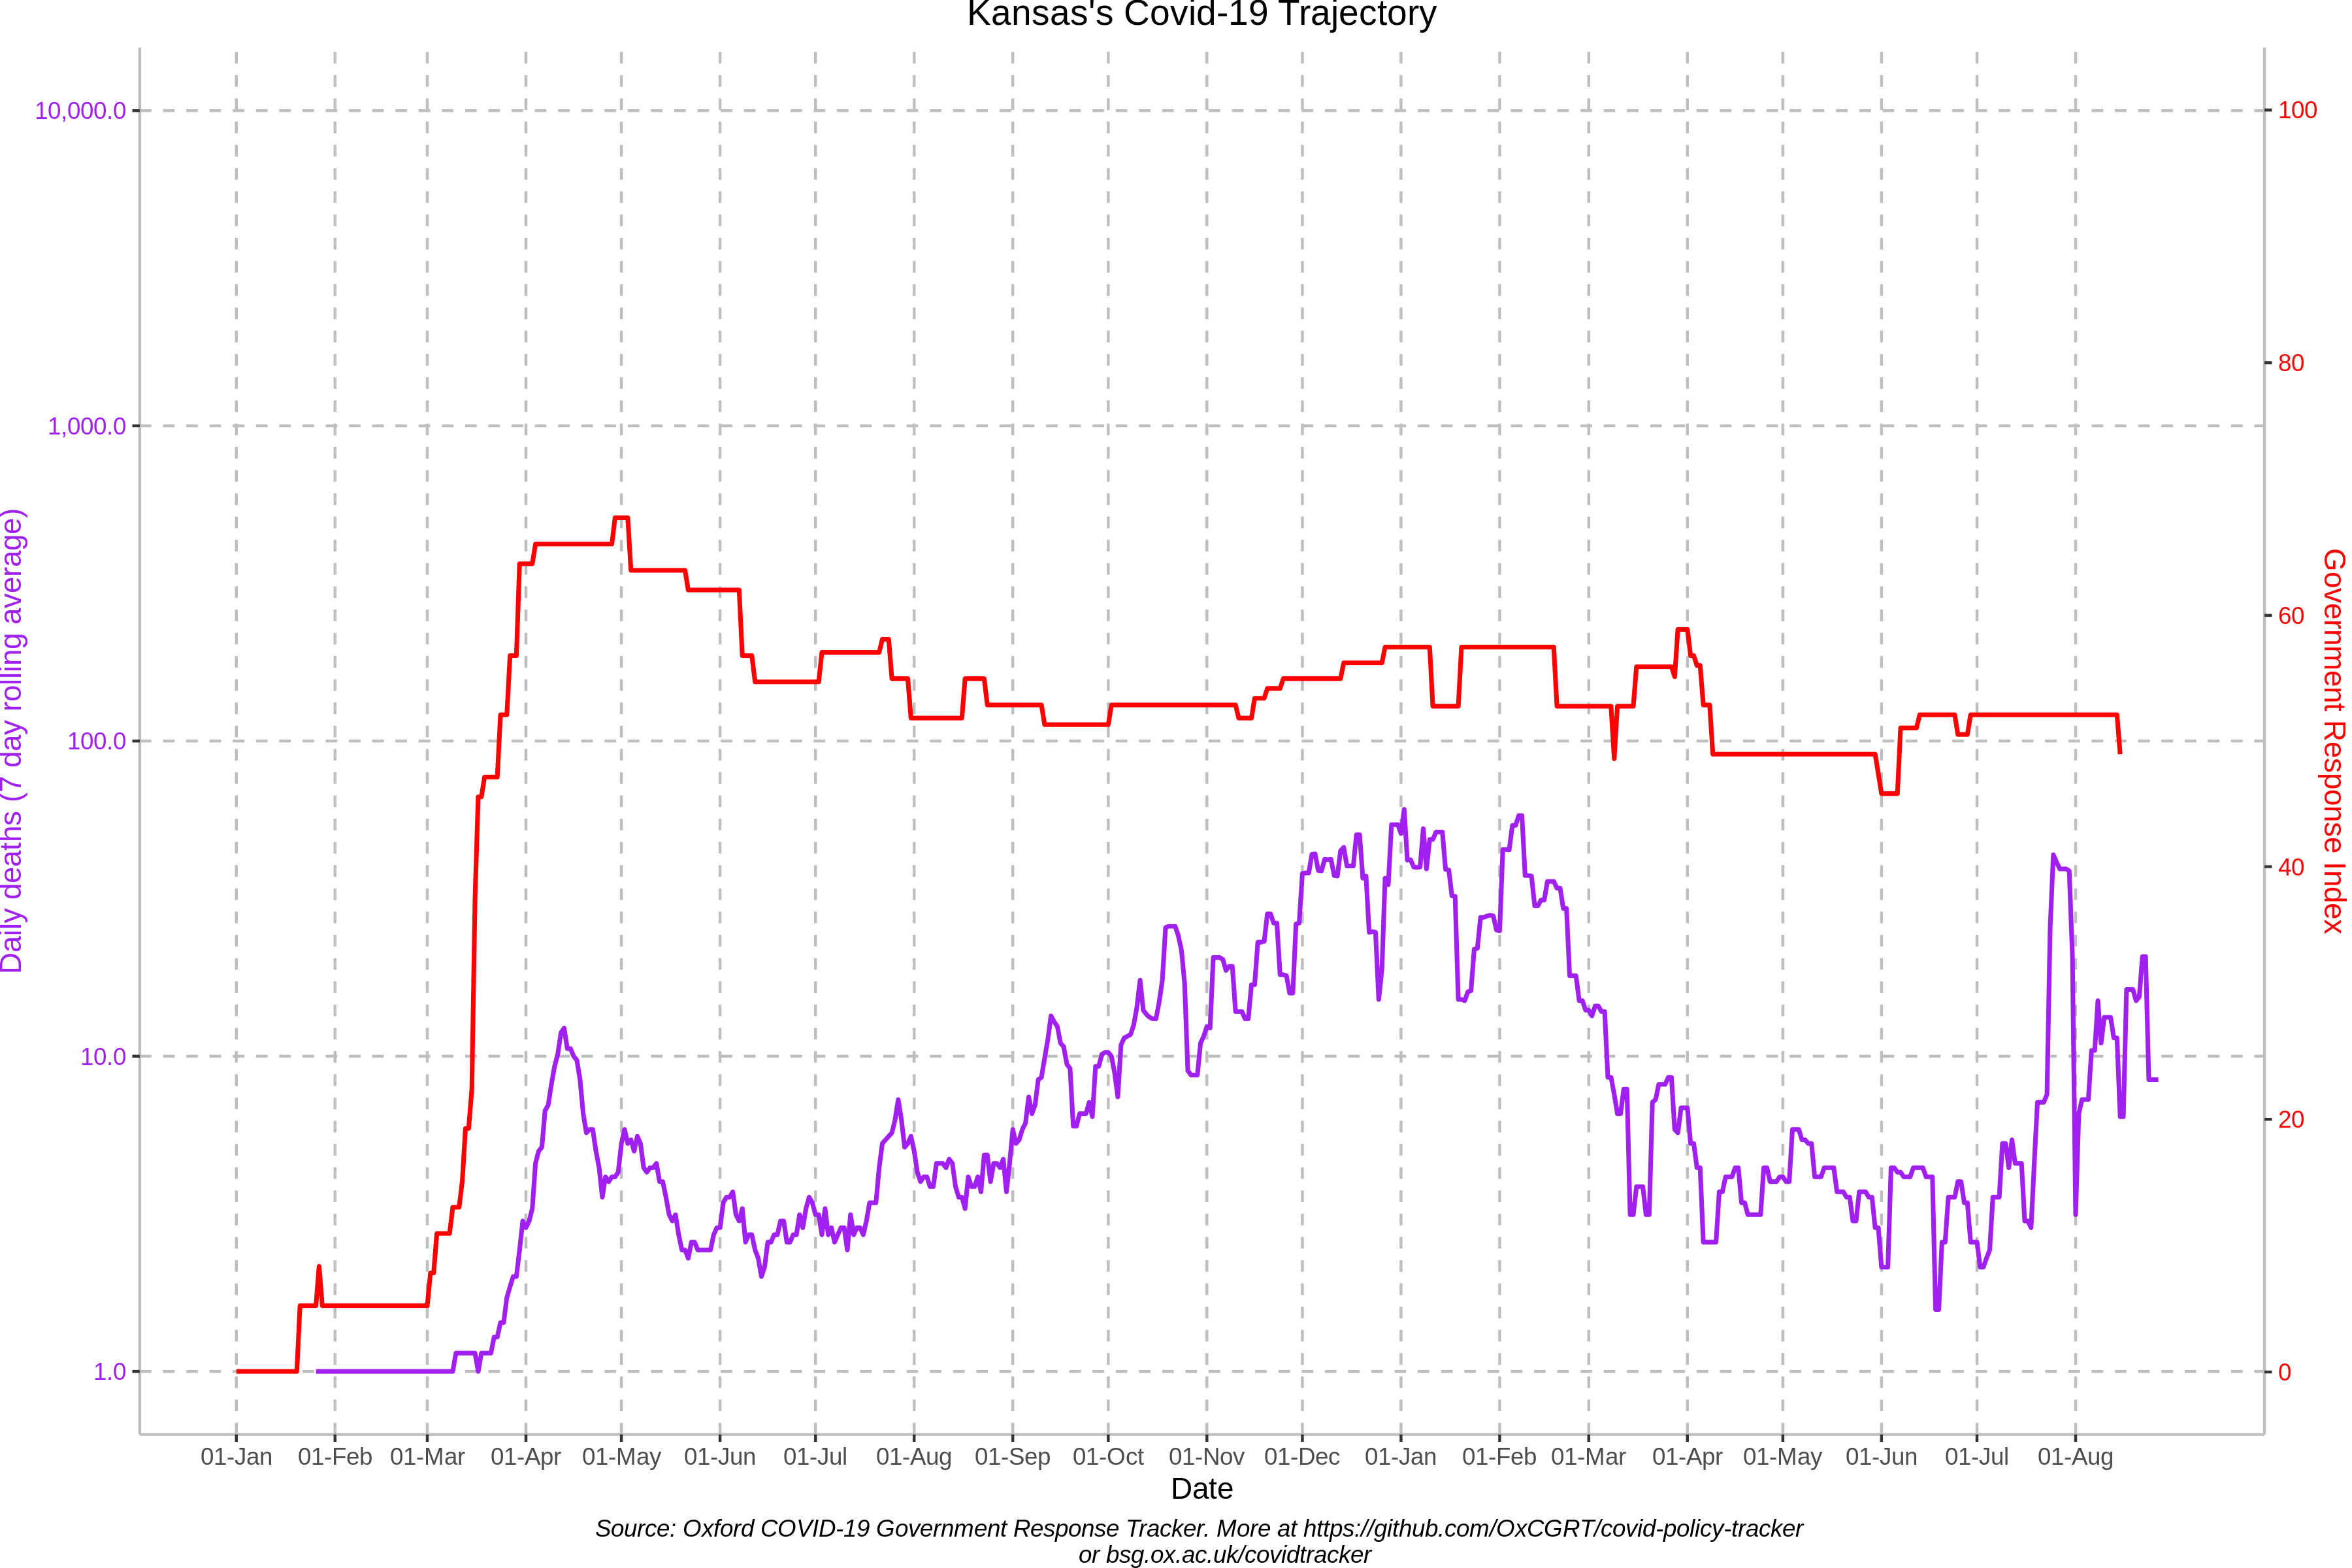 Kansas's Covid-19 Trajectory
10,000.0
1,000.0
100.0
10.0
1.0
Daily deaths (7 day rolling average)
100
80
60
40
20
0
Government Response Index
01-Jan 01-Feb 01-Mar 01-Apr 01-May 01-Jun 01-Jul 01-Aug 01-Sep 01-Oct 01-Nov 01-Dec 01-Jan 01-Feb 01-Mar 01-Apr 01-May 01-Jun 01-Jul 01-Aug
Date
Source: Oxford COVID-19 Government Response Tracker. More at https://github.com/OxCGRT/covid-policy-tracker
or bsg.ox.ac.uk/covidtracker